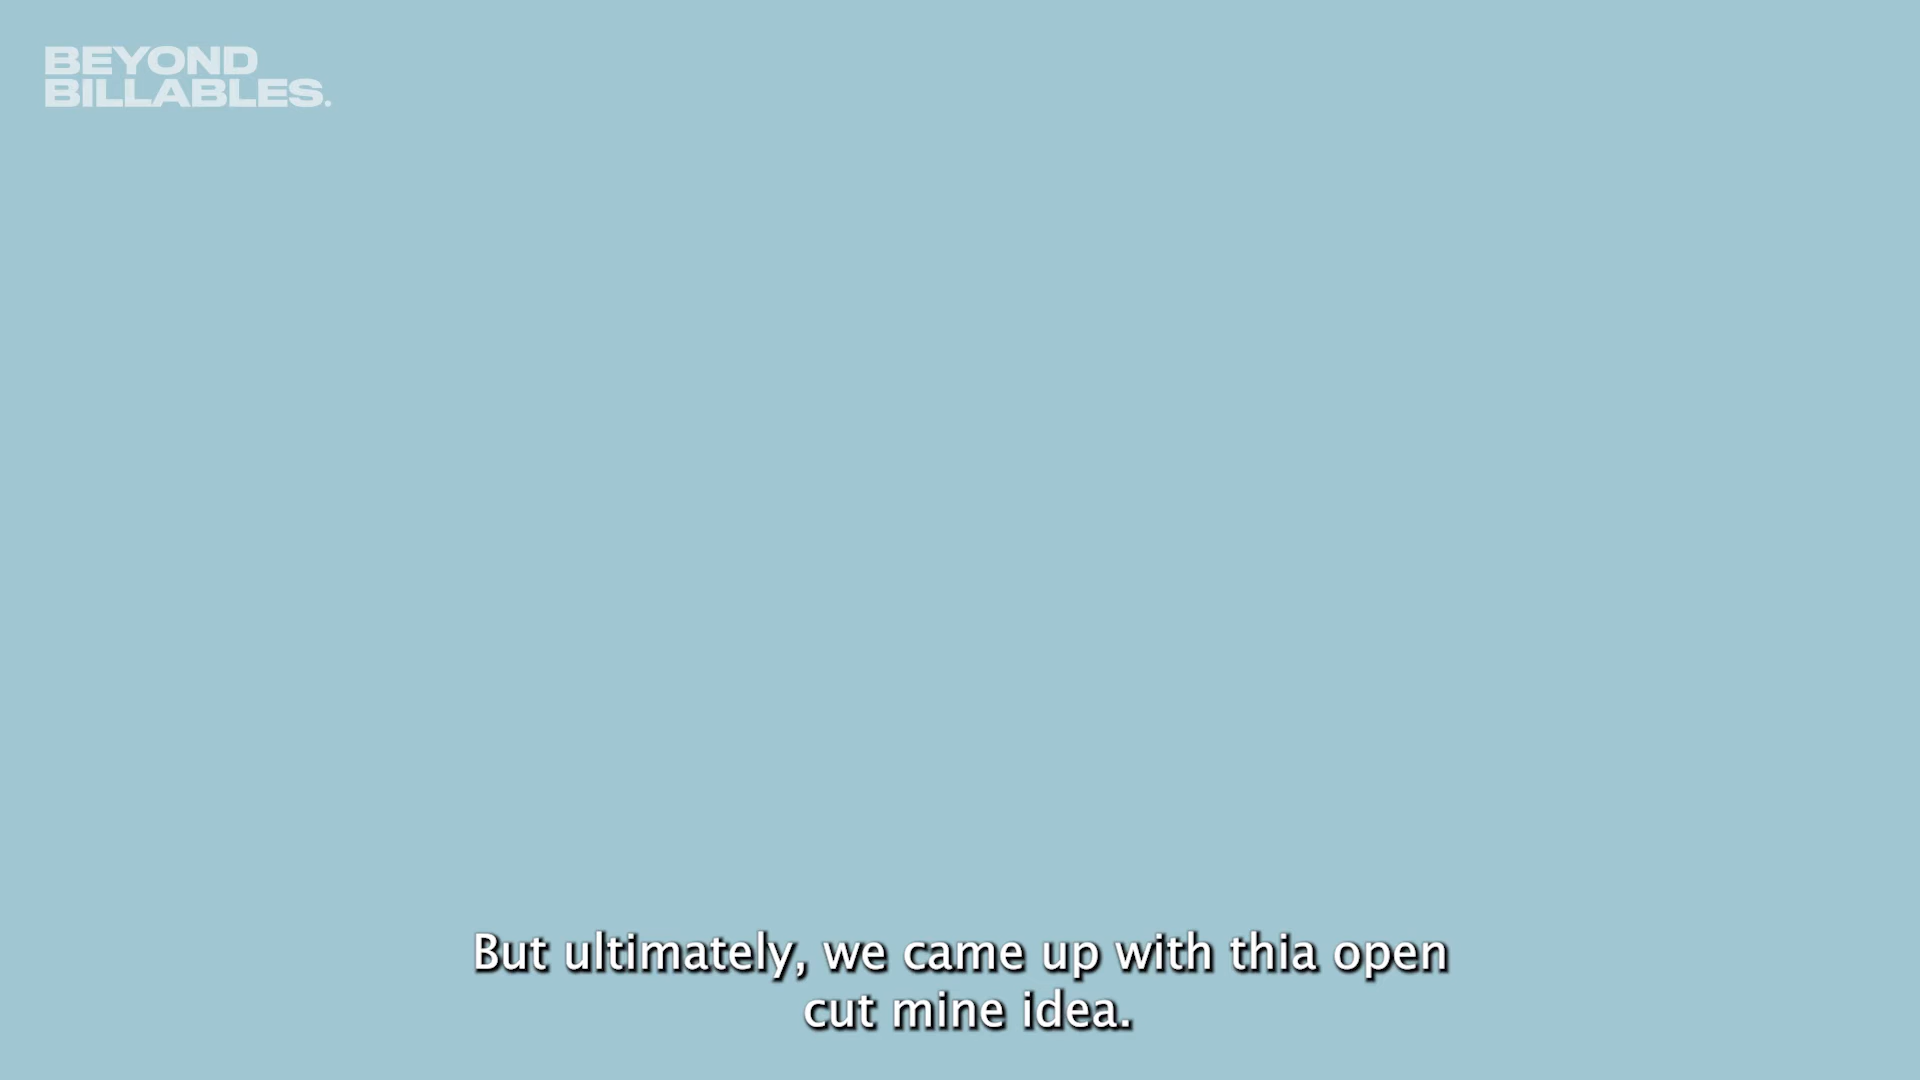 BEYOND
BILLABLES.
But ultimately, we came up with thia open
cut mine idea.